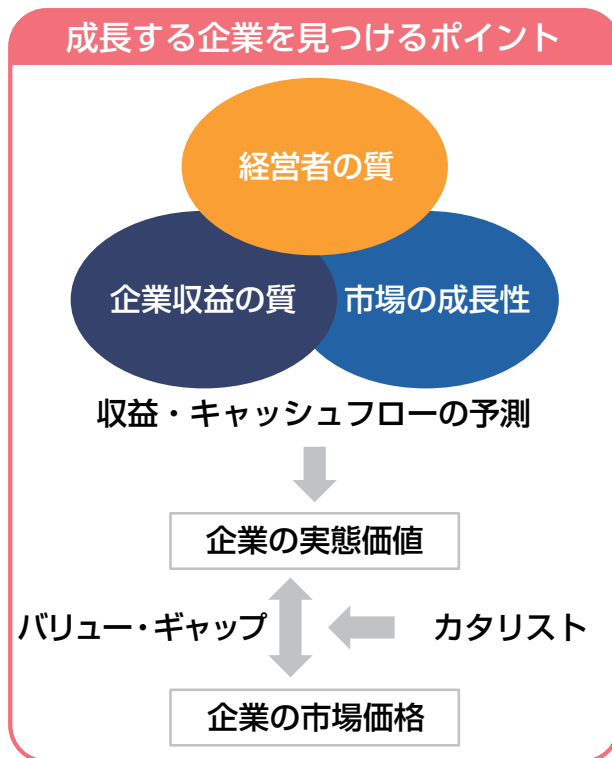 成長する企業を見つけるポイント
経営者の質
企業収益の質
市場の成長性
収益・キャッシュフローの予測
企業の実態価値
バリュー・ギャップ
カタリスト
企業の市場価格